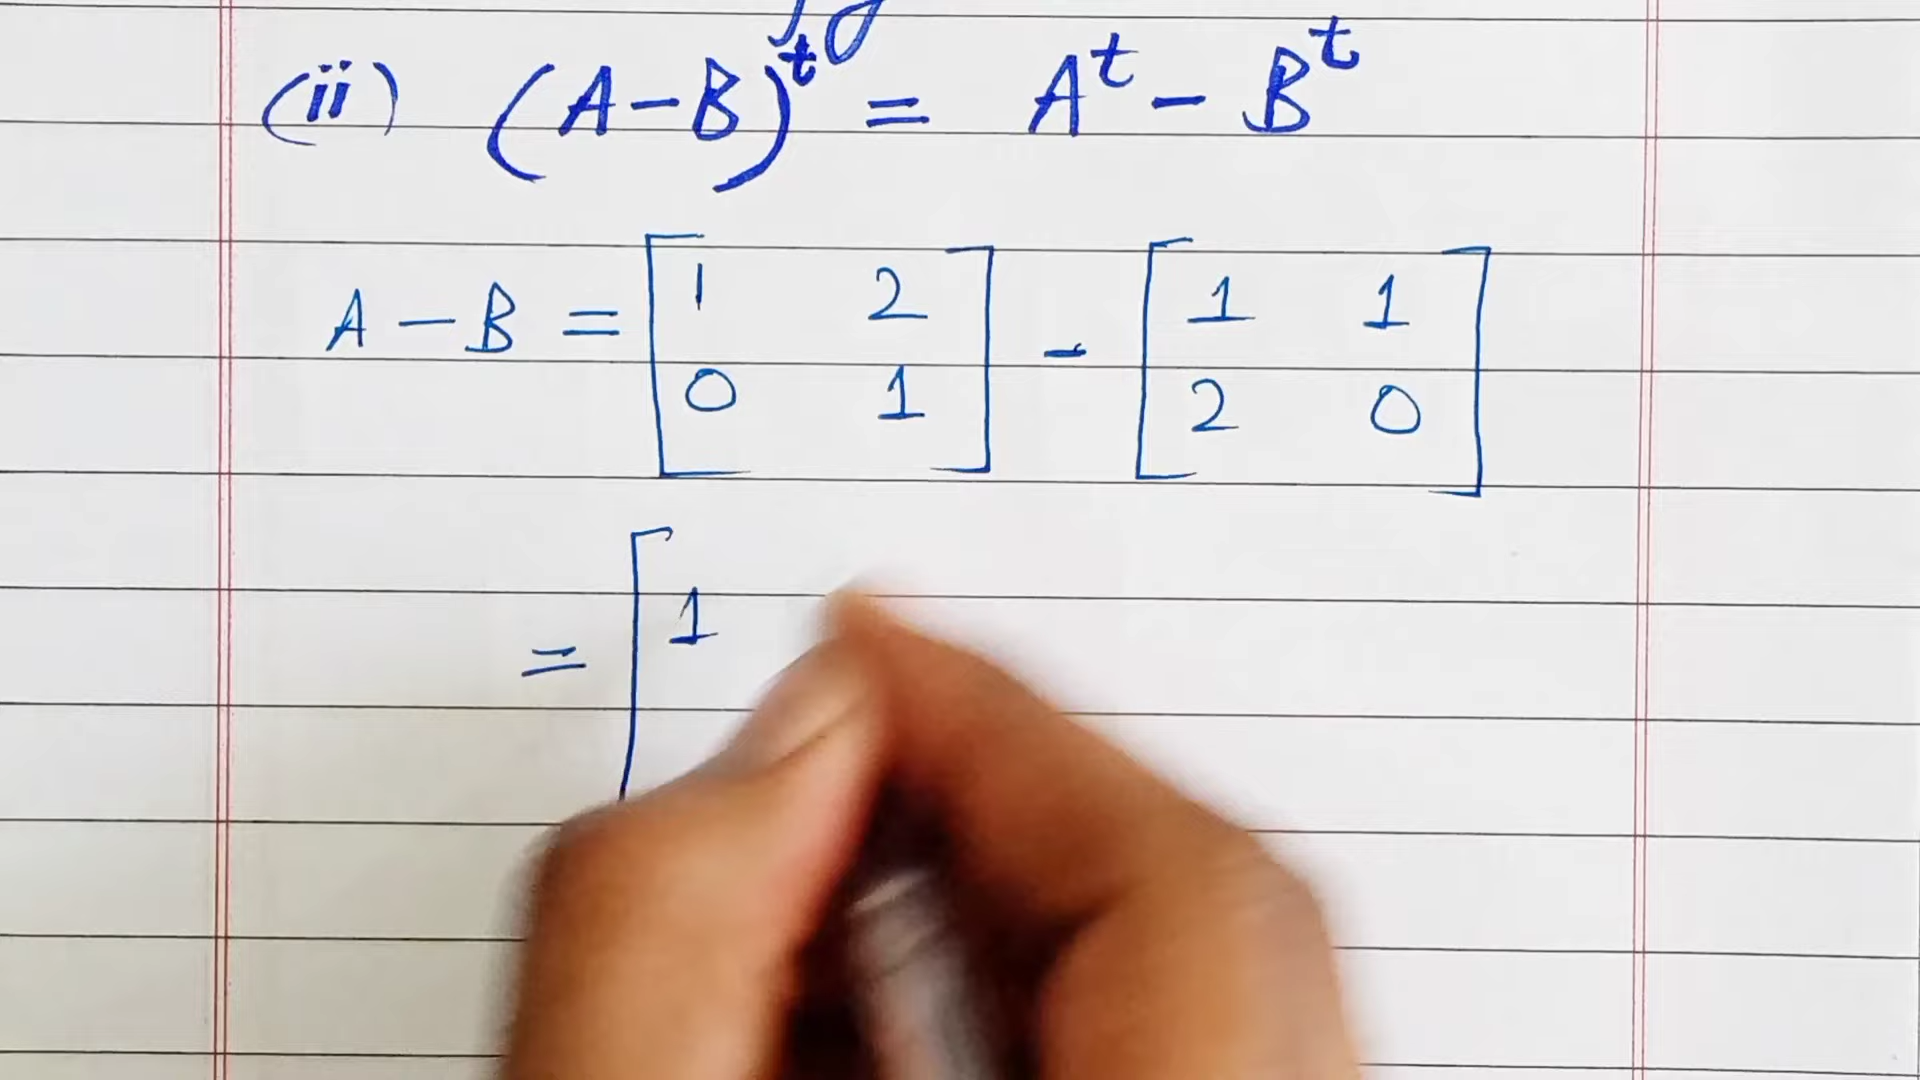 (ii) (A-B)^t = A^t - B^t
A - B = [1 2
0 1] - [1 1
2 0]
= [1